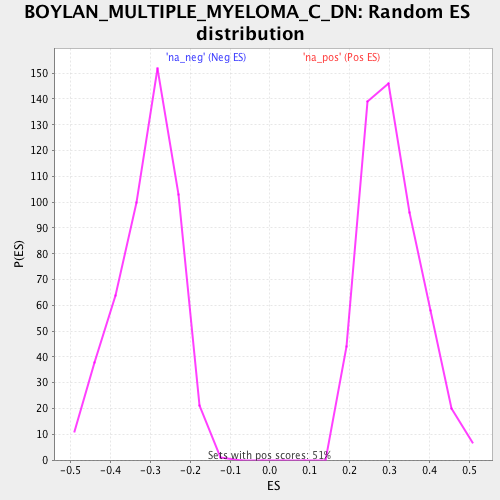 BOYLAN_MULTIPLE_MYELOMA_C_DN: Random ES
distribution
'na_neg' (Neg ES) 'na_pos' (Pos ES)
150
140
130
120
110
100
90
80
70
60
50
40
30
20
10
0
P(ES)
Sets with pos scores: 51%
-0.5 -0.4 -0.3 -0.2 -0.1 0.0 0.1 0.2 0.3 0.4 0.5
ES